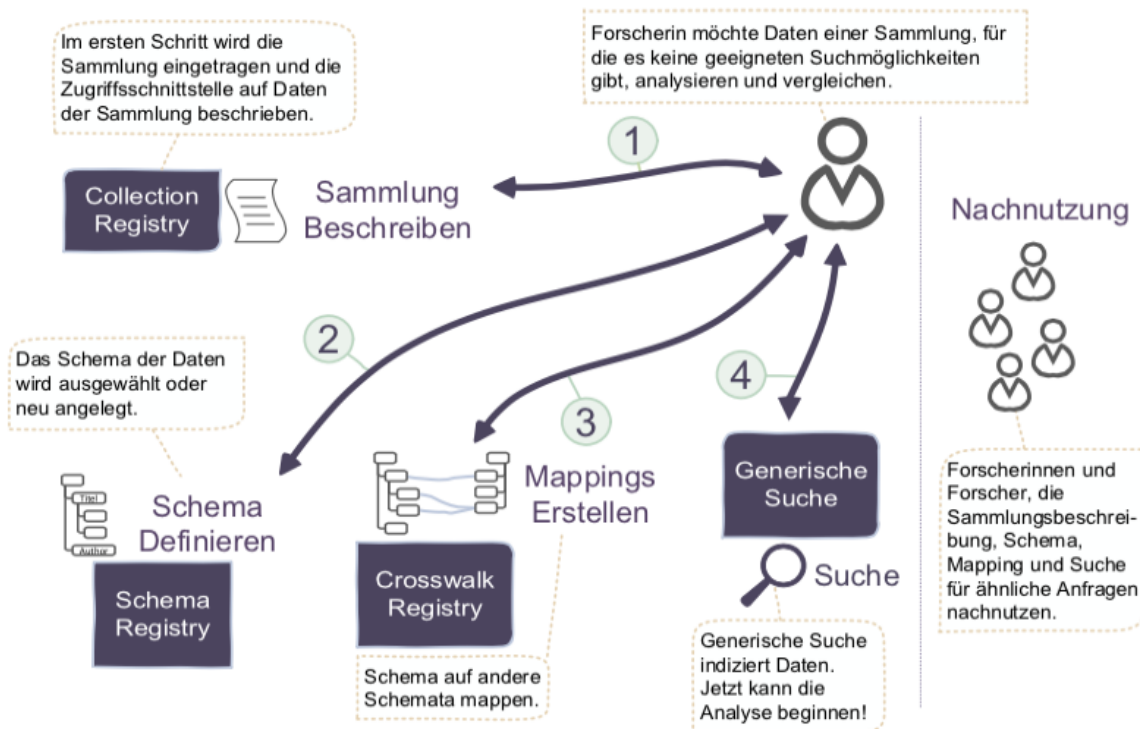 Im ersten Schritt wird die
Sammlung eingetragen und die
Zugriffsschnittstelle auf Daten
der Sammlung beschrieben.
Forscherin möchte Daten einer Sammlung, für
die es keine geeigneten Suchmöglichkeiten
gibt, analysieren und vergleichen.
1
Collection
Registry
Sammlung
Beschreiben
Nachnutzung
2
Das Schema der Daten
wird ausgewählt oder
neu angelegt.
3
4
Titel
Author
Schema
Definieren
Schema
Registry
Mappings
Erstellen
Crosswalk
Registry
Schema auf andere
Schemata mappen.
Generische
Suche
Suche
Generische Suche
indiziert Daten.
Jetzt kann die
Analyse beginnen!
Forscherinnen und
Forscher, die
Sammlungsbeschrei-
bung, Schema,
Mapping und Suche
für ähnliche Anfragen
nachnutzen.